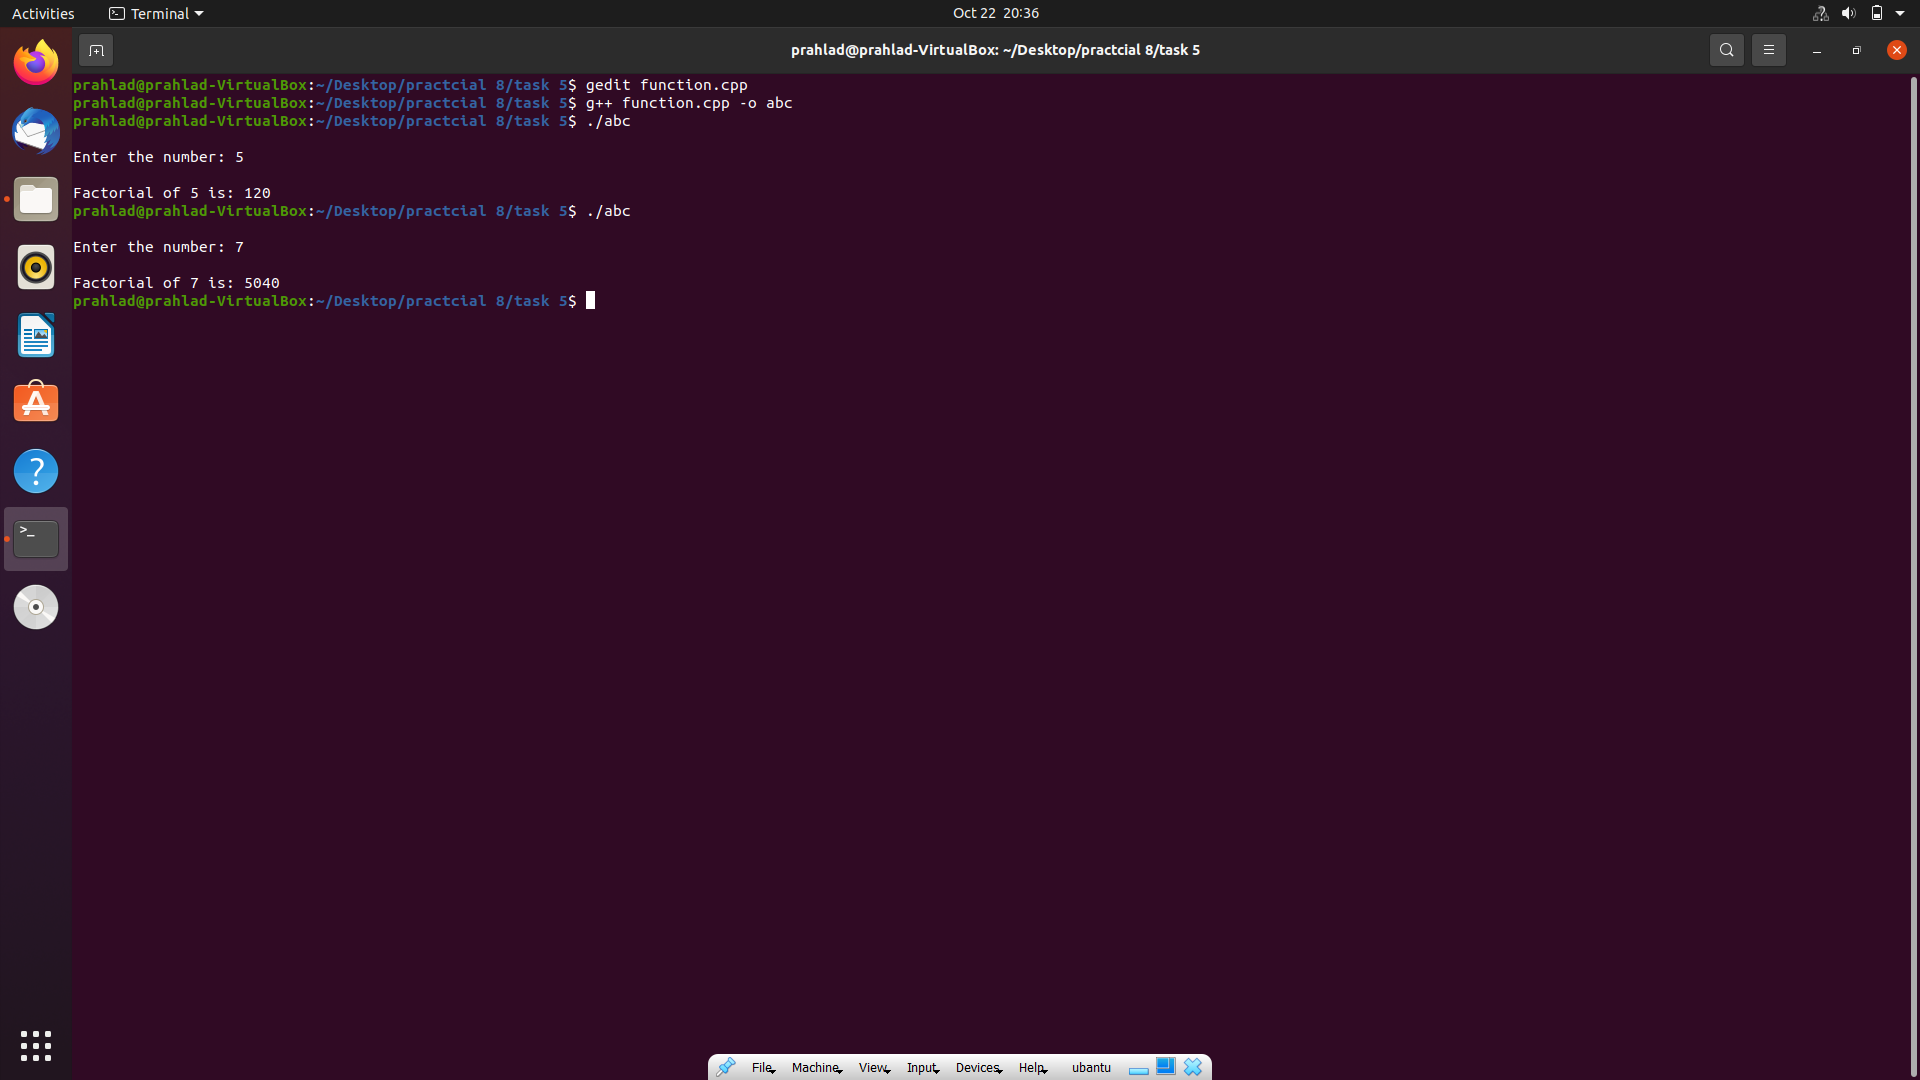 Activities Terminal Oct 22 20:36
prahlad@prahlad-VirtualBox: ~/Desktop/practcial 8/task 5
prahlad@prahlad-VirtualBox:~/Desktop/practcial 8/task 5$ gedit function.cpp
prahlad@prahlad-VirtualBox:~/Desktop/practcial 8/task 5$ g++ function.cpp -o abc
prahlad@prahlad-VirtualBox:~/Desktop/practcial 8/task 5$ ./abc
Enter the number: 5
Factorial of 5 is: 120
prahlad@prahlad-VirtualBox:~/Desktop/practcial 8/task 5$ ./abc
Enter the number: 7
Factorial of 7 is: 5040
prahlad@prahlad-VirtualBox:~/Desktop/practcial 8/task 5$
File Machine View Input Devices Help ubantu